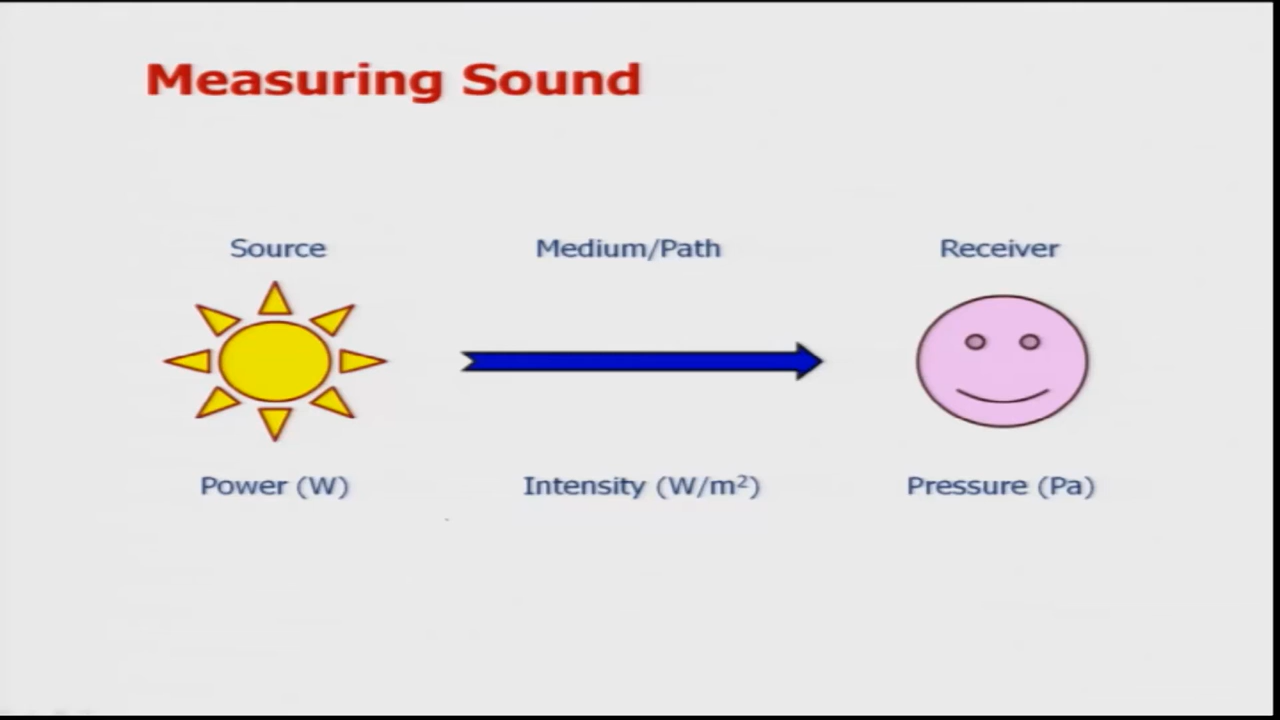 Measuring Sound
Source
Medium/Path
Receiver
Power (W)
Intensity (W/m²)
Pressure (Pa)